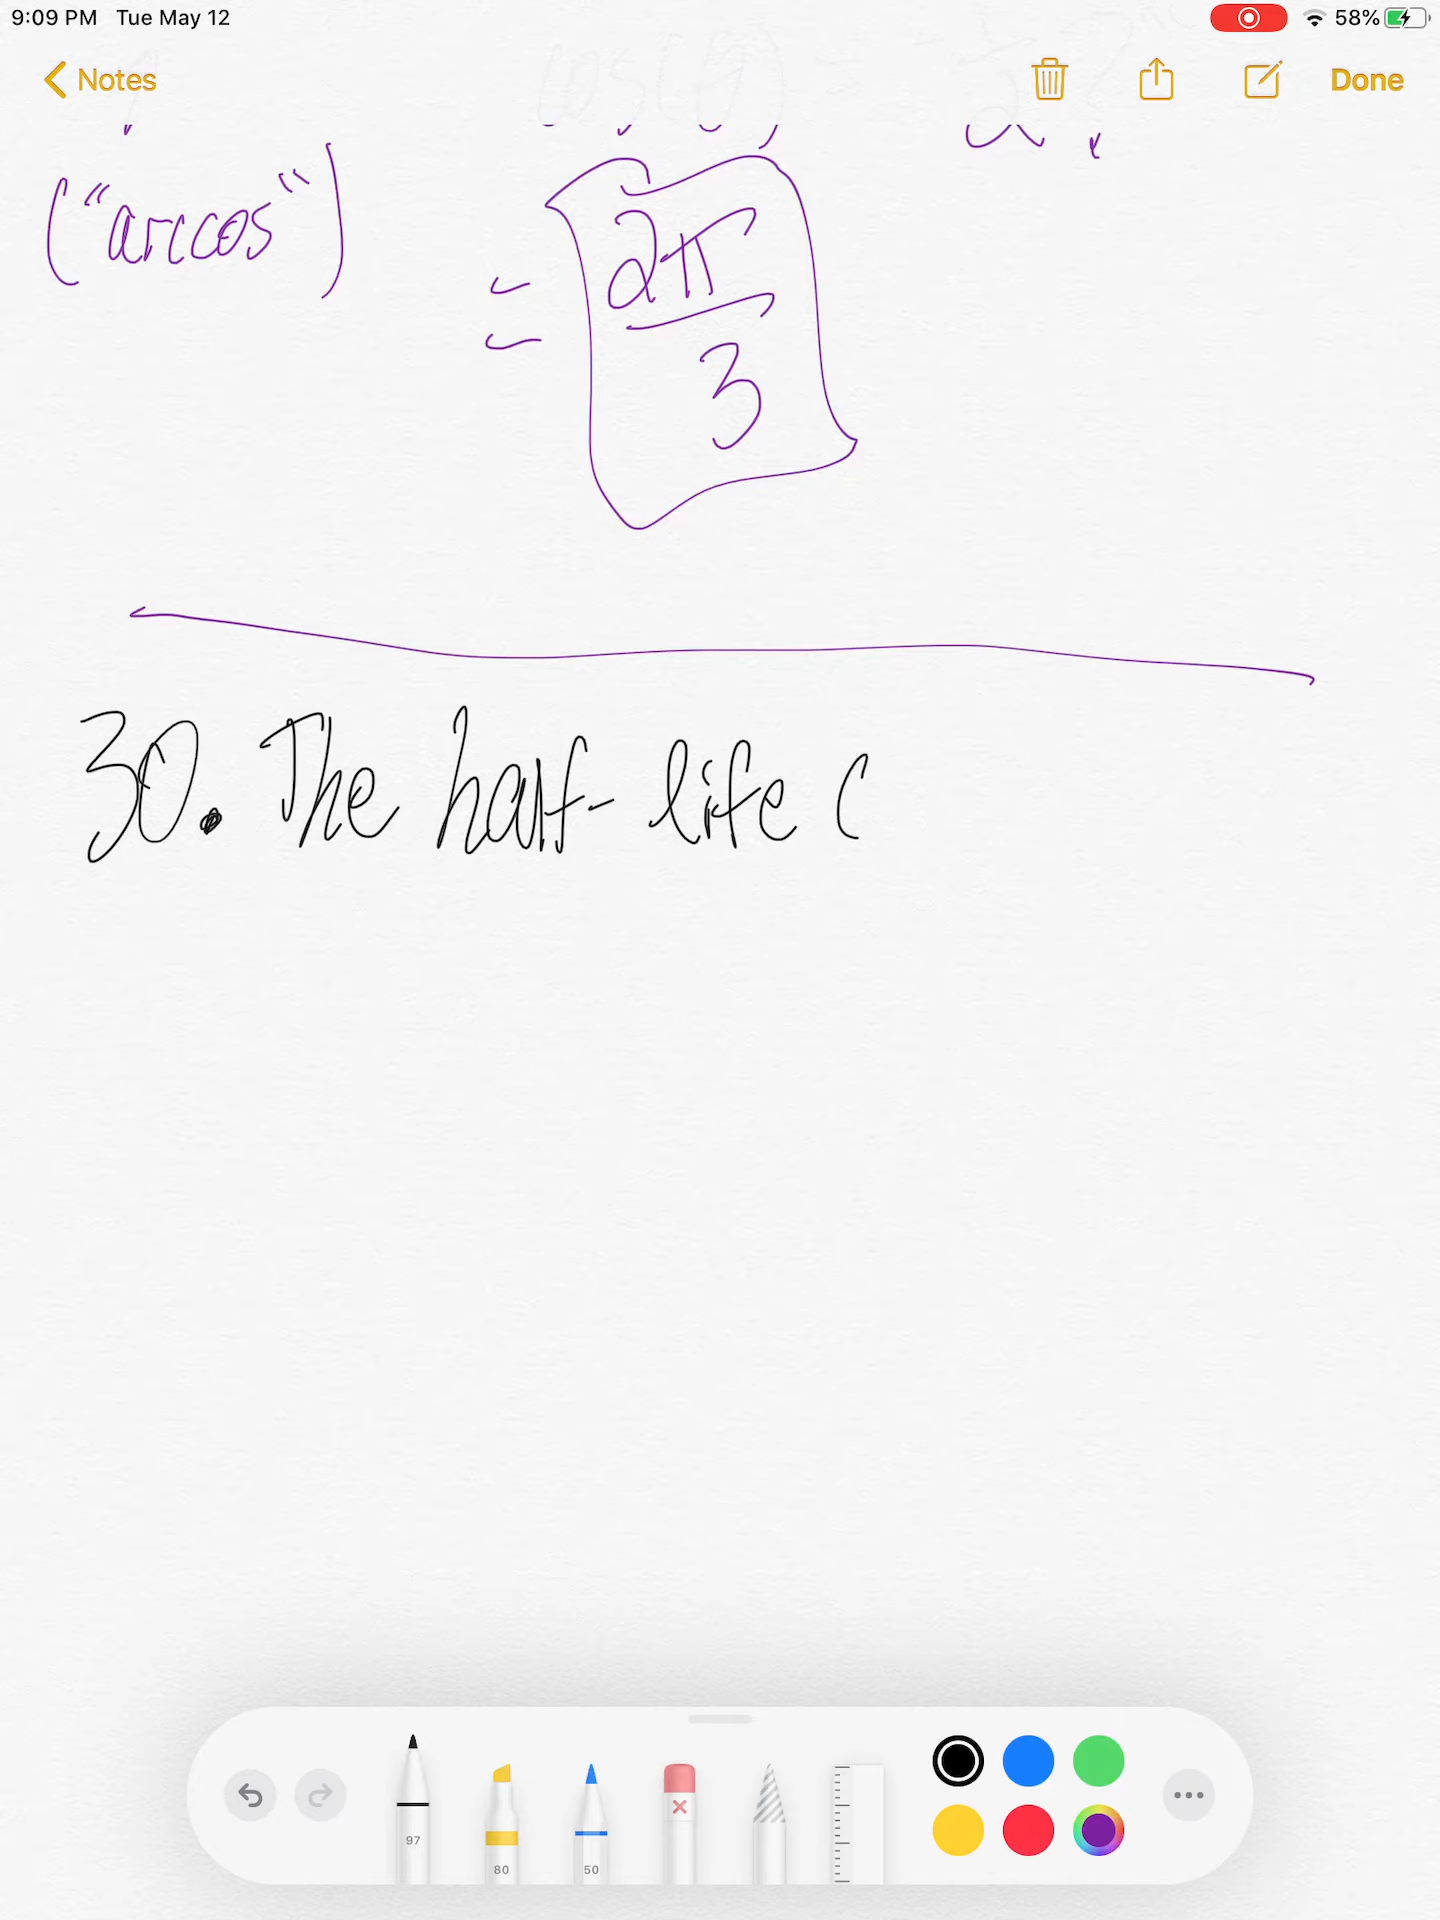 9:09 PM Tue May 12 58%
Notes Done
cos(θ)
("arccos")
= 2π
3
30. The half-life (
97 80 50